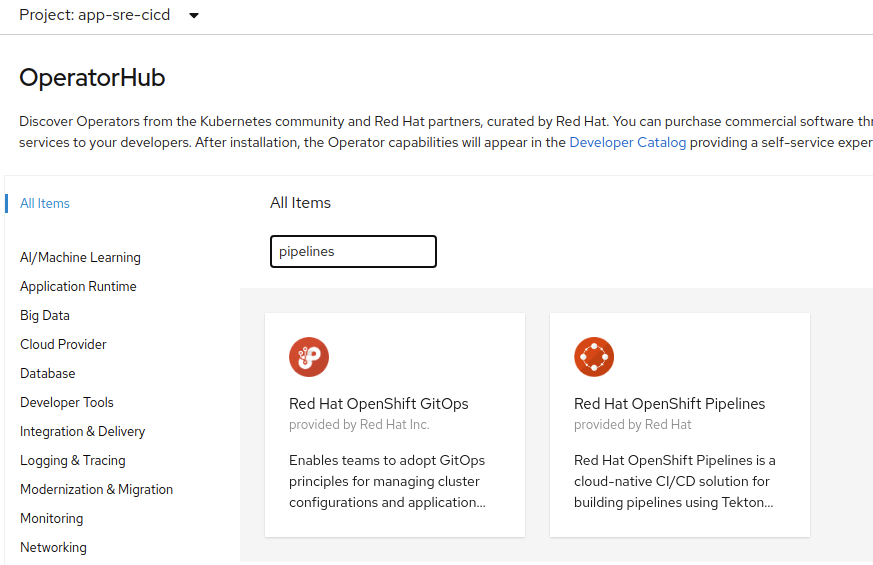 Project: app-sre-cicd
OperatorHub
Discover Operators from the Kubernetes community and Red Hat partners, curated by Red Hat. You can purchase commercial software
services to your developers. After installation, the Operator capabilities will appear in the Developer Catalog providing a self-service
All Items
AI/Machine Learning
Application Runtime
Big Data
Cloud Provider
Database
Developer Tools
Integration & Delivery
Logging & Tracing
Modernization & Migration
Monitoring
Networking
All Items
pipelines
Red Hat OpenShift GitOps
provided by Red Hat Inc.
Enables teams to adopt GitOps
principles for managing cluster
configurations and application...
Red Hat OpenShift Pipelines
provided by Red Hat
Red Hat OpenShift Pipelines is a
cloud-native CI/CD solution for
building pipelines using Tekton...